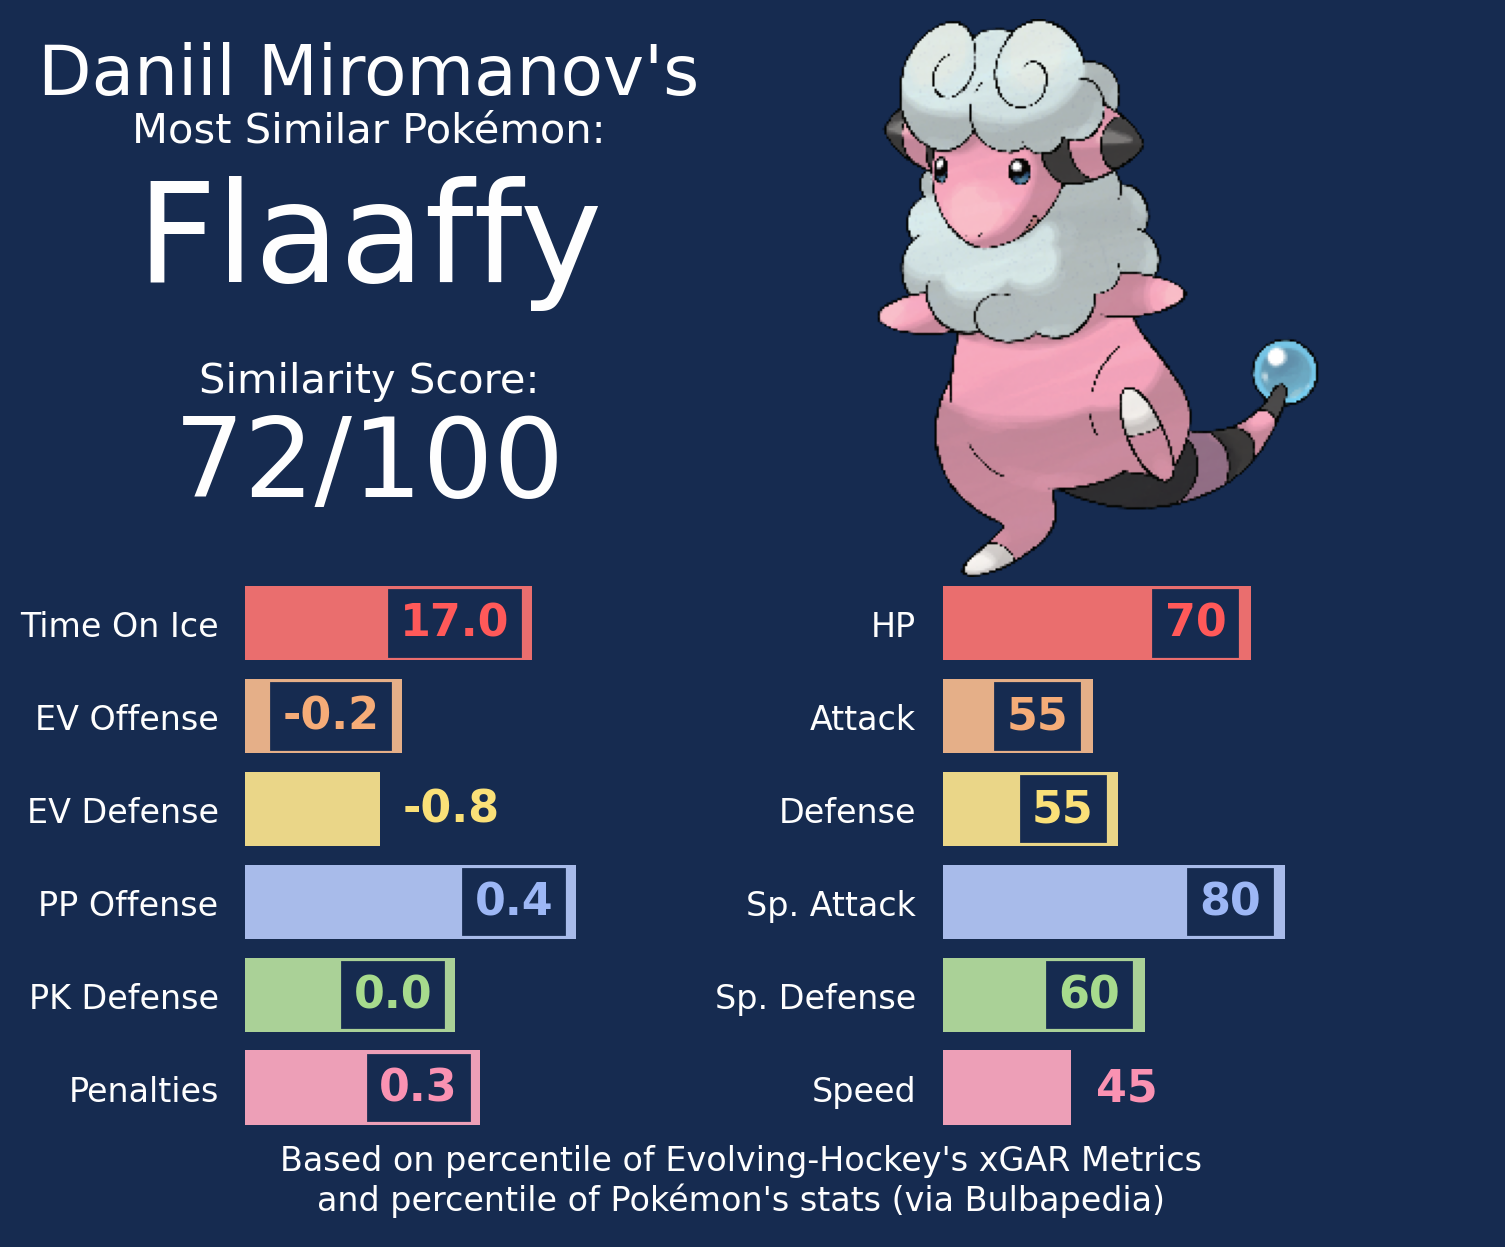 Daniil Miromanov's
Most Similar Pokémon:
Flaaffy
Similarity Score:
72/100
Time On Ice 17.0
EV Offense -0.2
EV Defense -0.8
PP Offense 0.4
PK Defense 0.0
Penalties 0.3
HP 70
Attack 55
Defense 55
Sp. Attack 80
Sp. Defense 60
Speed 45
Based on percentile of Evolving-Hockey's xGAR Metrics
and percentile of Pokémon's stats (via Bulbapedia)